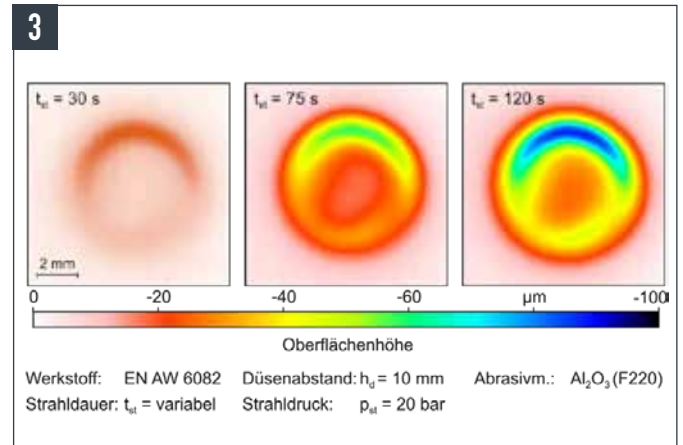 3
t_st = 30 s
t_st = 75 s
t_st = 120 s
2 mm
0 -20 -40 -60 µm -100
Oberflächenhöhe
Werkstoff: EN AW 6082 Düsenabstand: h_d = 10 mm Abrasivm.: Al₂O₃ (F220)
Strahldauer: t_st = variabel Strahldruck: p_st = 20 bar